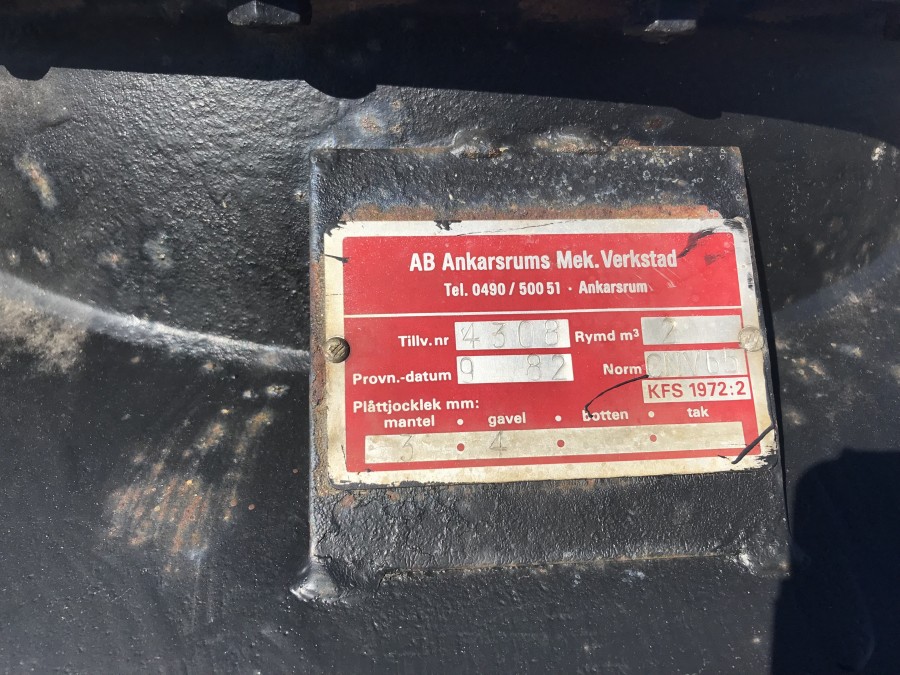 AB Ankarsrums Mek. Verkstad
Tel. 0490 / 500 51 · Ankarsrum
Tillv. nr 4308 Rymd m³ 2
Provn.-datum 9 82 Norm
KFS 1972:2
Plåttjocklek mm:
mantel • gavel • botten • tak
3 • 4 • •